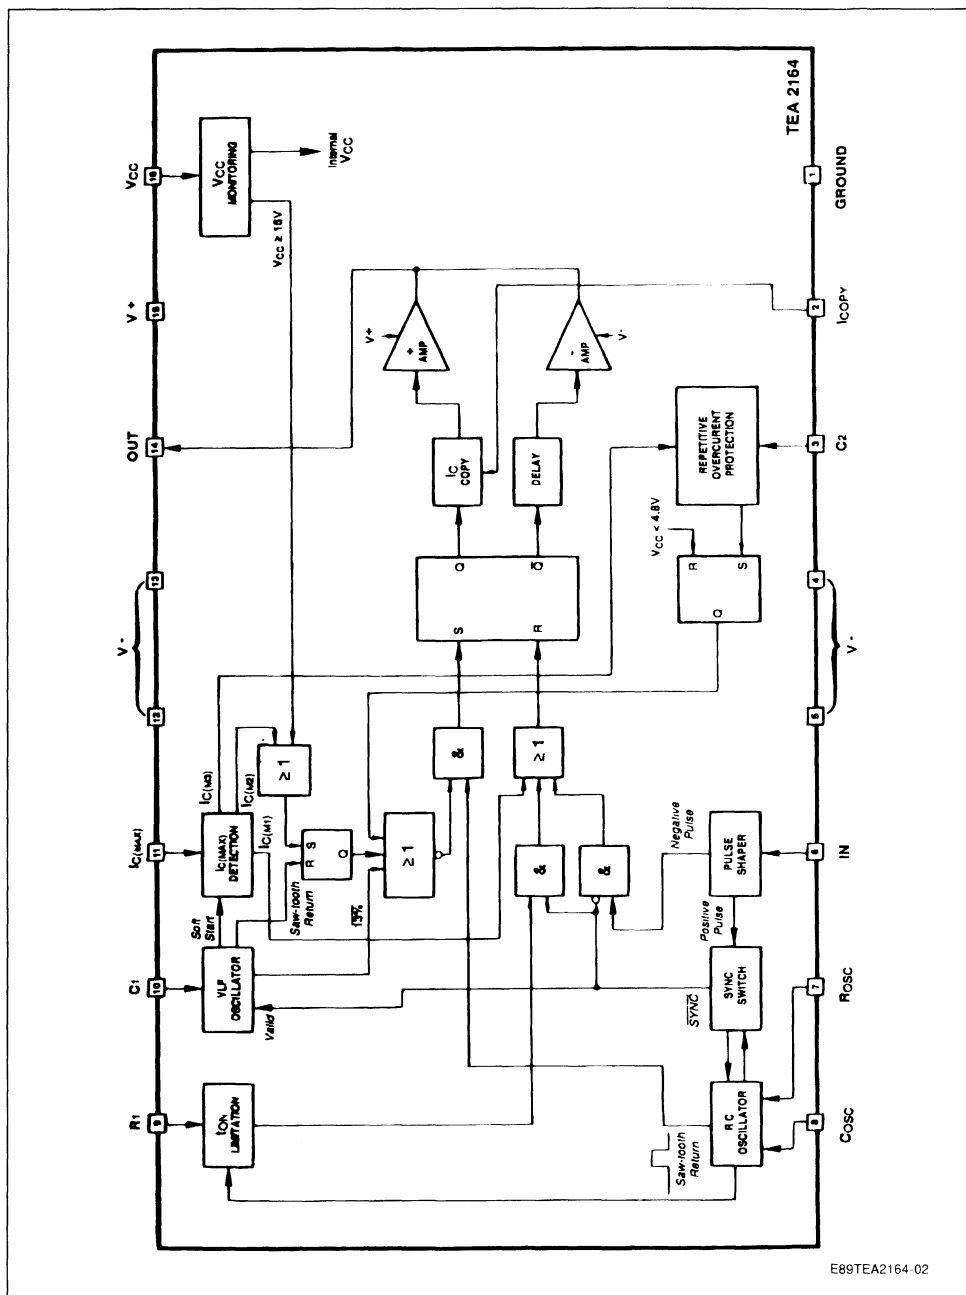 TEA 2164
VCC
16
VCC
MONITORING
Internal
VCC
VCC ≥ 15V
1
GROUND
V+
15
V+
+
AMP
-
AMP
V-
2
ICOPY
OUT
14
IC
COPY
DELAY
REPETITIVE
OVERCURENT
PROTECTION
3
C2
VCC < 4.8V
V-
13
12
Q
Q̅
S
R
R
S
Q
4
5
V-
IC(M3)
IC(M2)
≥ 1
IC(M1)
&
≥ 1
IC(MAX)
11
IC(MAX)
DETECTION
R
S
Q
≥ 1
&
&
Negative
Pulse
PULSE
SHAPER
6
IN
Soft
Start
Saw-tooth
Return
Positive
Pulse
C1
10
VLF
OSCILLATOR
Valid
SYNC
SYNC
SWITCH
7
ROSC
R1
9
tON
LIMITATION
Saw-tooth
Return
RC
OSCILLATOR
8
COSC
E89TEA2164-02